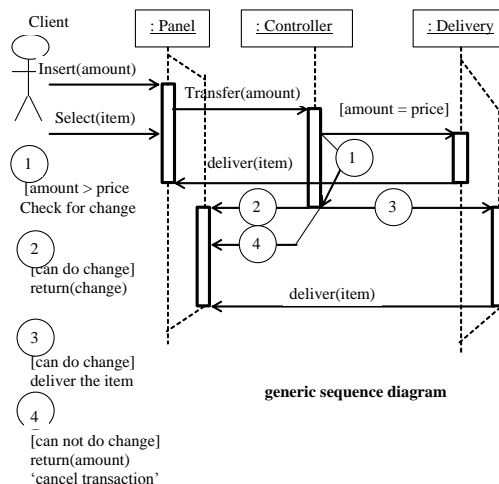 Client
: Panel
: Controller
: Delivery
Insert(amount)
Transfer(amount)
[amount = price]
Select(item)
1
deliver(item)
1
[amount > price
Check for change
2
3
4
2
[can do change]
return(change)
deliver(item)
3
[can do change]
deliver the item
generic sequence diagram
4
[can not do change]
return(amount)
‘cancel transaction’